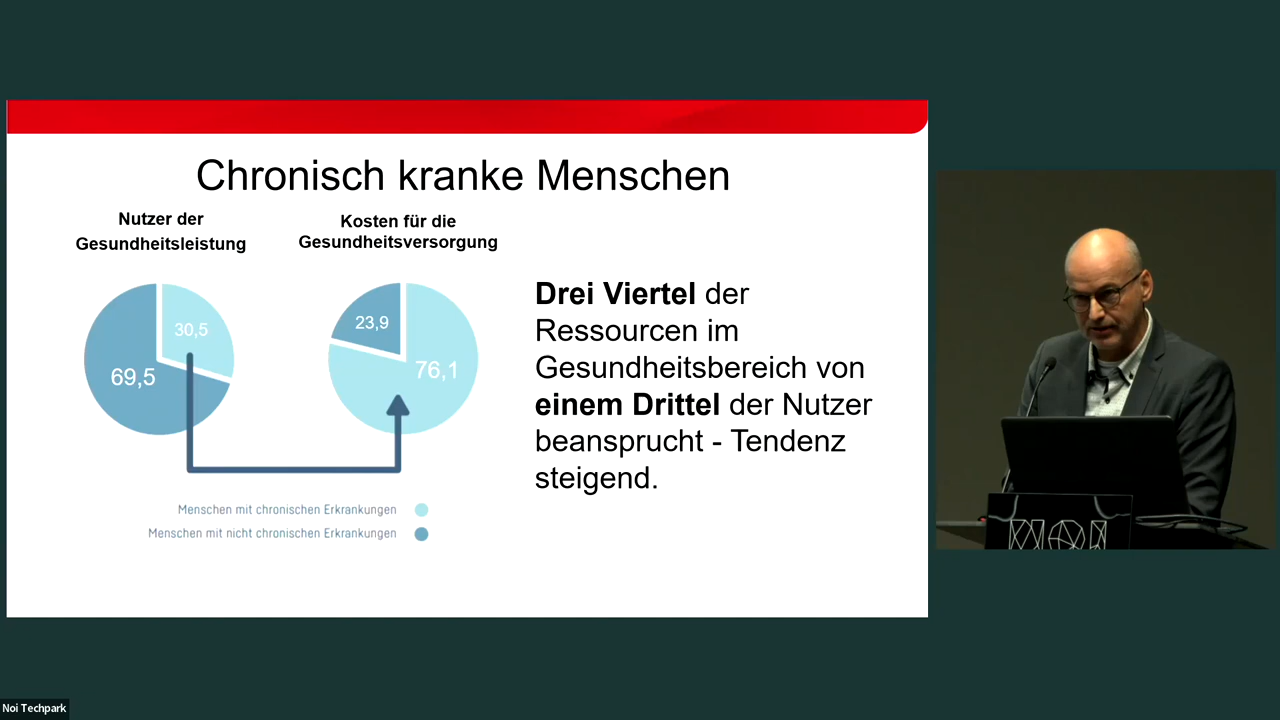 Chronisch kranke Menschen
Nutzer der
Gesundheitsleistung
Kosten für die
Gesundheitsversorgung
30,5
69,5
23,9
76,1
Drei Viertel der
Ressourcen im
Gesundheitsbereich von
einem Drittel der Nutzer
beansprucht - Tendenz
steigend.
Menschen mit chronischen Erkrankungen
Menschen mit nicht chronischen Erkrankungen
NOI
Noi Techpark